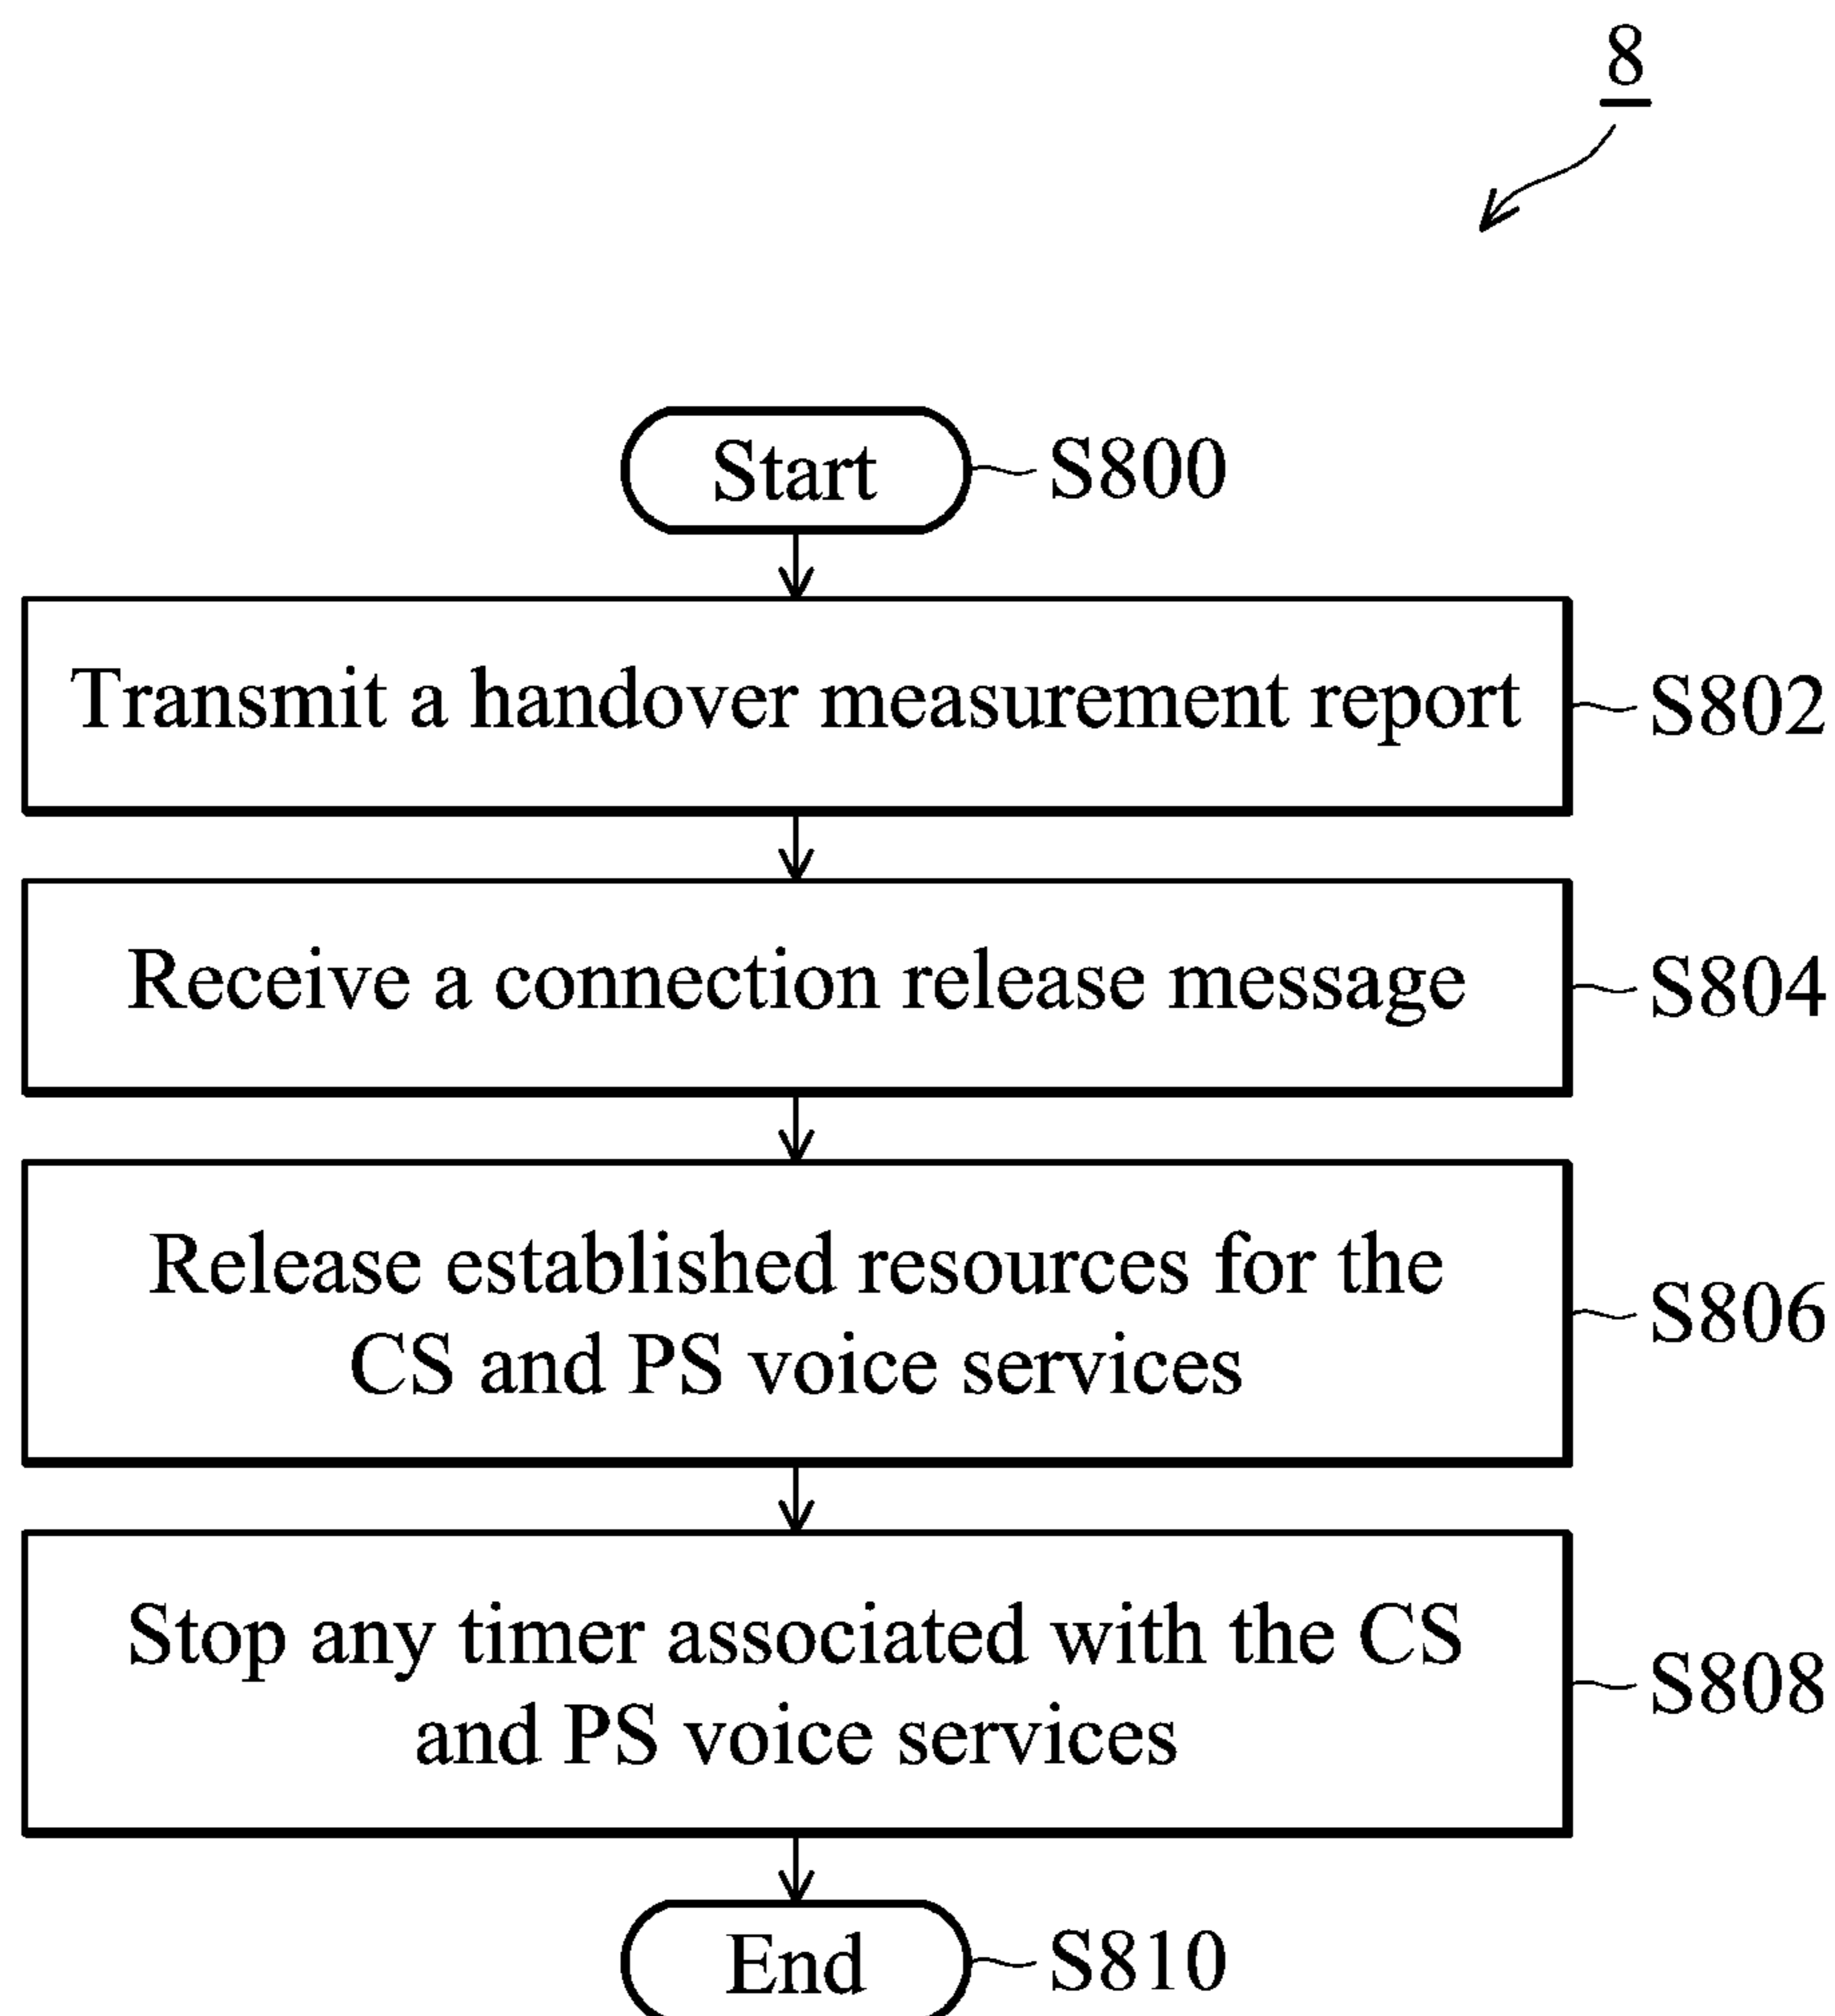 8
Start
S800
Transmit a handover measurement report
S802
Receive a connection release message
S804
Release established resources for the
CS and PS voice services
S806
Stop any timer associated with the CS
and PS voice services
S808
End
S810